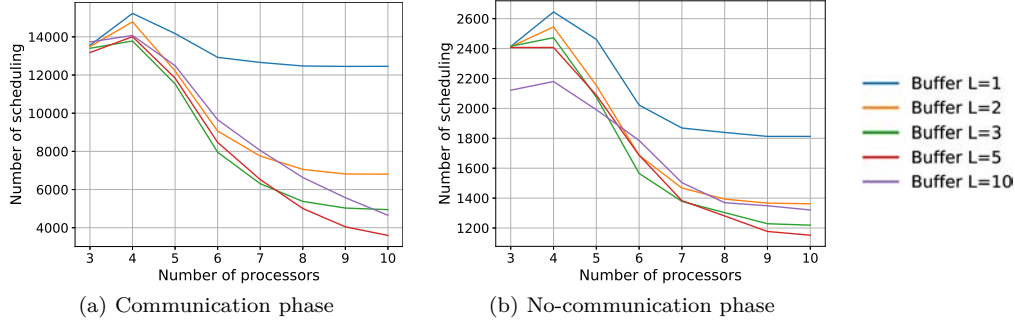 Number of scheduling
14000
12000
10000
8000
6000
4000
3 4 5 6 7 8 9 10
Number of processors
(a) Communication phase
Number of scheduling
2600
2400
2200
2000
1800
1600
1400
1200
3 4 5 6 7 8 9 10
Number of processors
(b) No-communication phase
Buffer L=1
Buffer L=2
Buffer L=3
Buffer L=5
Buffer L=10